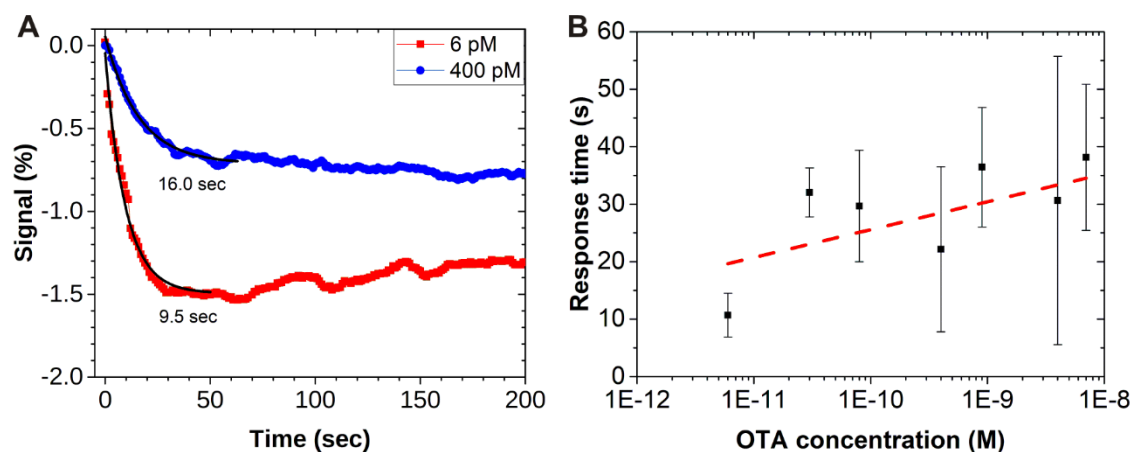 A
6 pM
400 pM
0.0
-0.5
-1.0
-1.5
-2.0
16.0 sec
9.5 sec
0
50
100
150
200
Signal (%)
Time (sec)
B
60
50
40
30
20
10
0
1E-12
1E-11
1E-10
1E-9
1E-8
Response time (s)
OTA concentration (M)